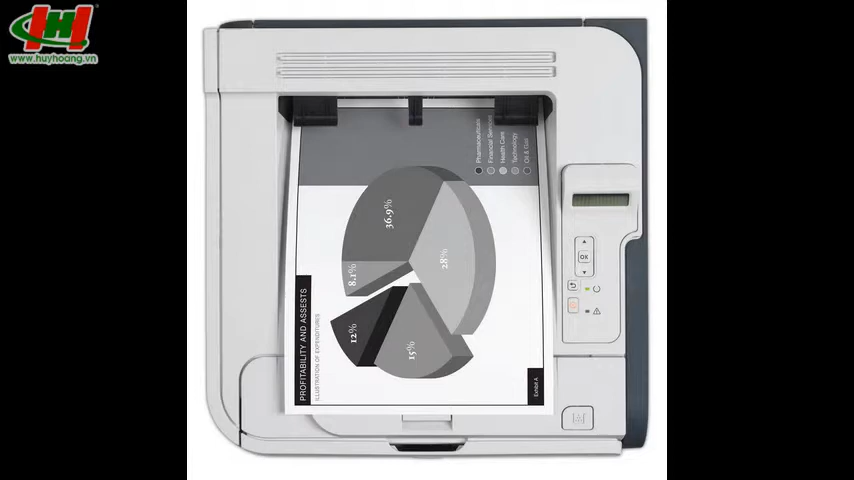 H
www.huyhoang.vn
Pharmaceuticals
Financial Services
Health Care
Technology
Oil & Gas
36.9%
28%
8.1%
12%
15%
PROFITABILITY AND ASSESTS
ILLUSTRATION OF EXPENDITURES
Exhibit A
OK